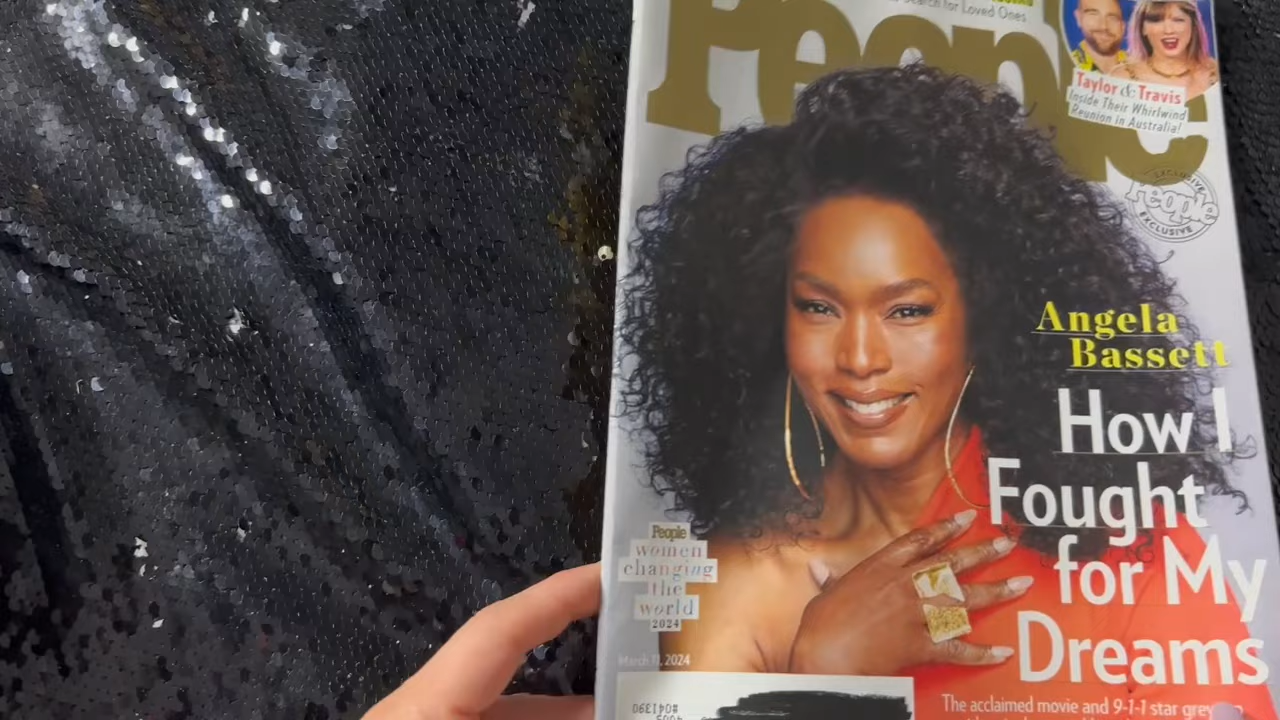 Search for Loved Ones
People
Taylor & Travis
Inside Their Whirlwind
Reunion in Australia!
EXCLUSIVE
People
EXCLUSIVE
Angela
Bassett
How I
Fought
for My
Dreams
People
women
changing
the
world
2024
March 11, 2024
The acclaimed movie and 9-1-1 star